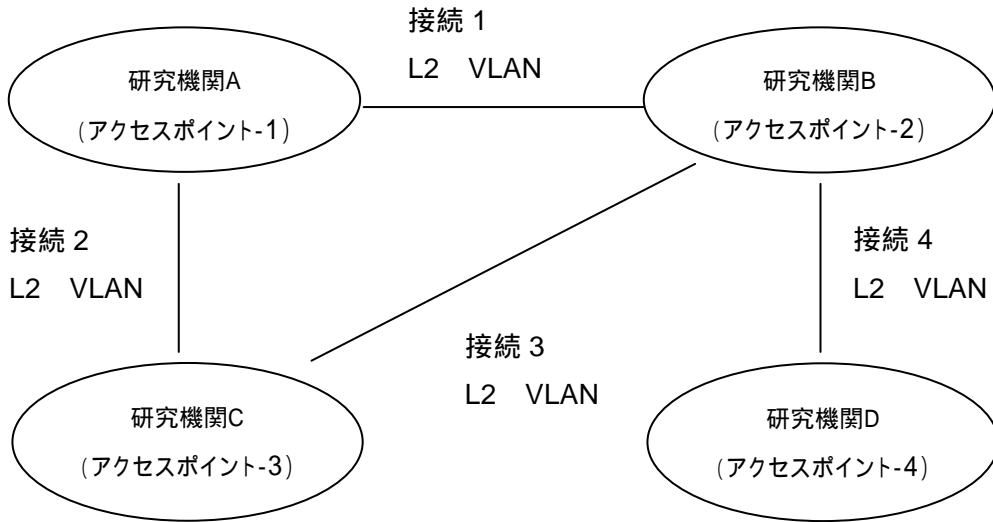 接続 1
L2 VLAN
研究機関A
(アクセスポイント-1)
研究機関B
(アクセスポイント-2)
接続 2
L2 VLAN
接続 4
L2 VLAN
接続 3
L2 VLAN
研究機関C
(アクセスポイント-3)
研究機関D
(アクセスポイント-4)